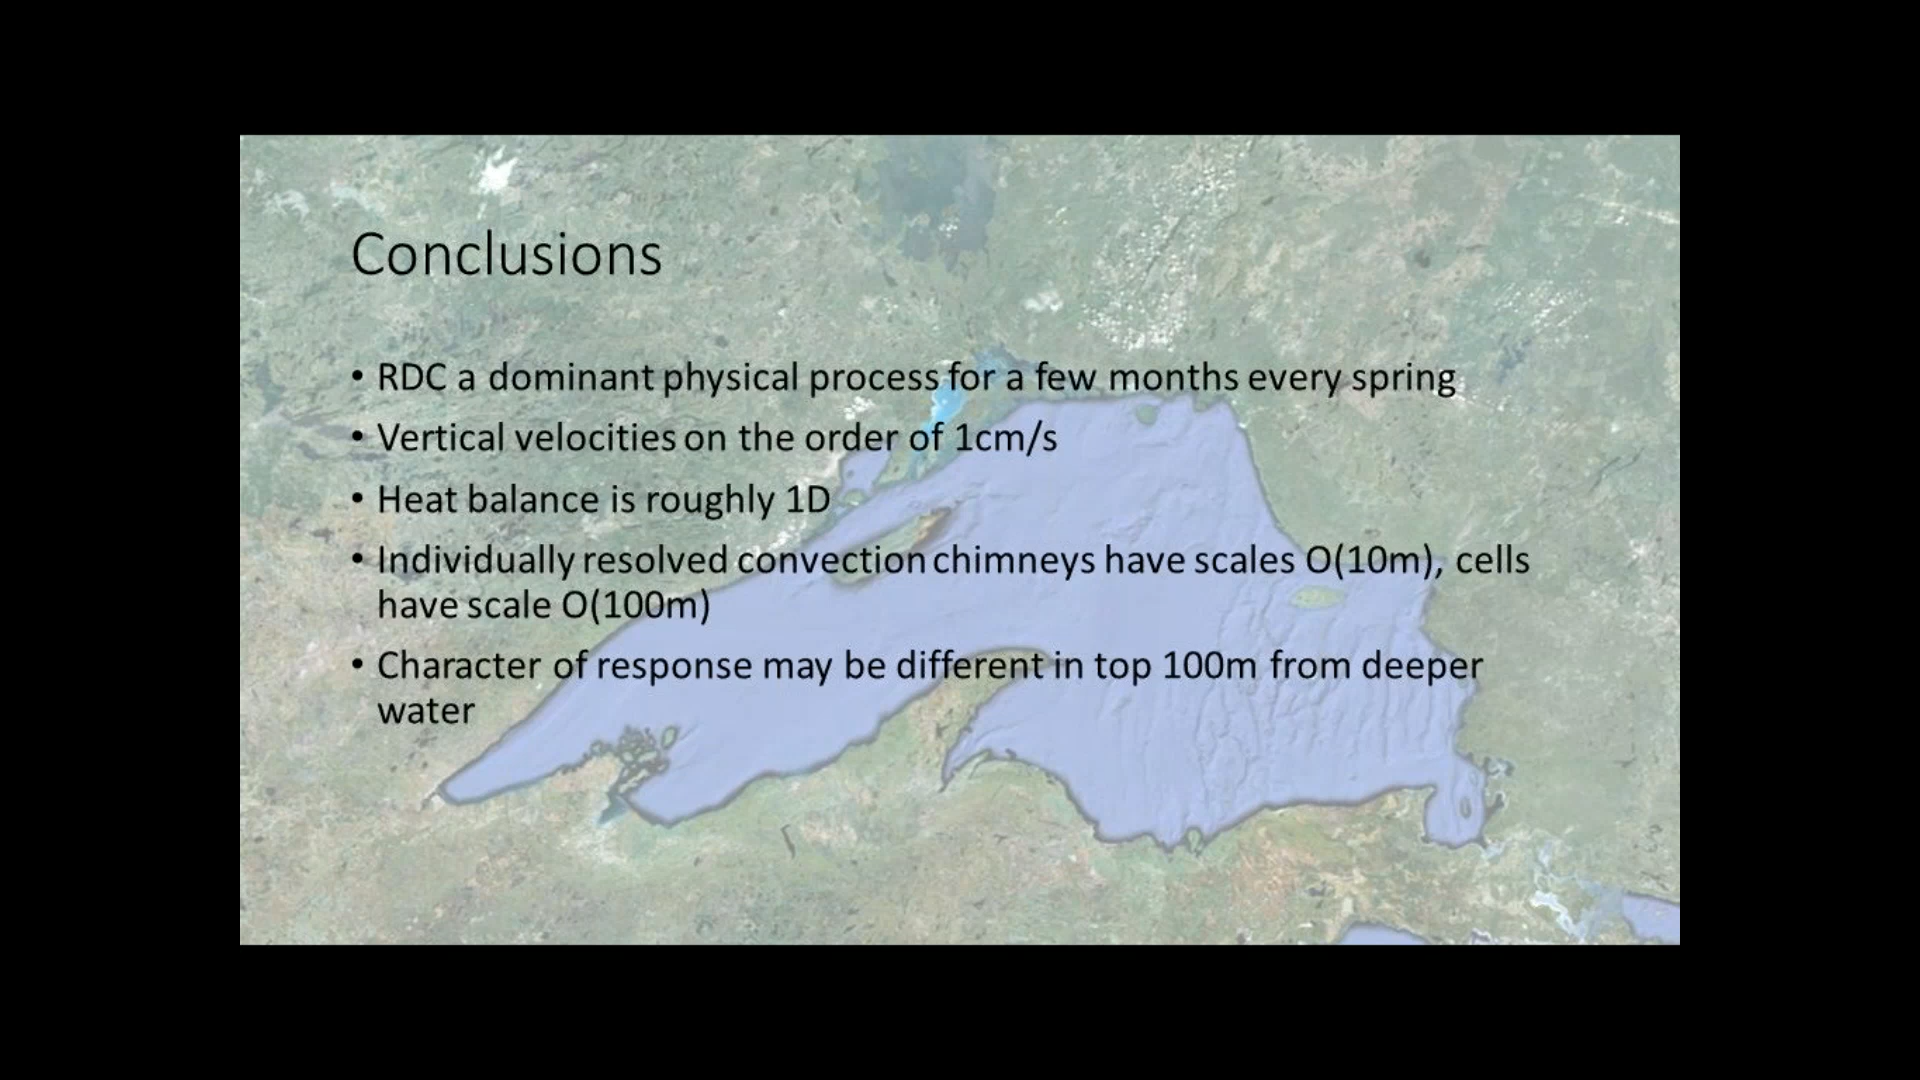 Conclusions
• RDC a dominant physical process for a few months every spring
• Vertical velocities on the order of 1cm/s
• Heat balance is roughly 1D
• Individually resolved convection chimneys have scales O(10m), cells
have scale O(100m)
• Character of response may be different in top 100m from deeper
water